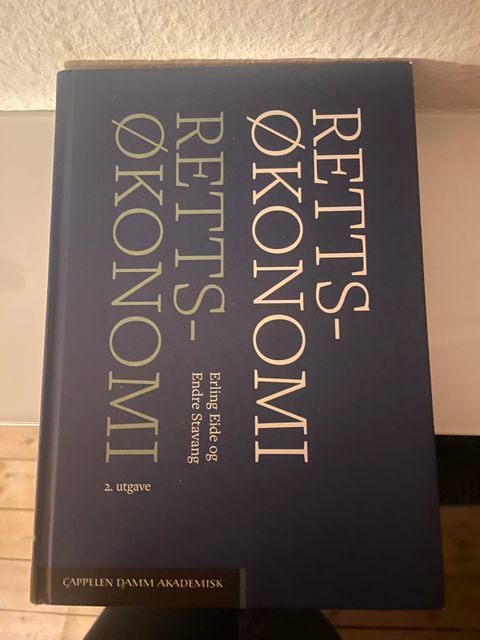 RETTS-
ØKONOMI
RETTS-
ØKONOMI
Erling Eide og
Endre Stavang
2. utgave
CAPPELEN DAMM AKADEMISK